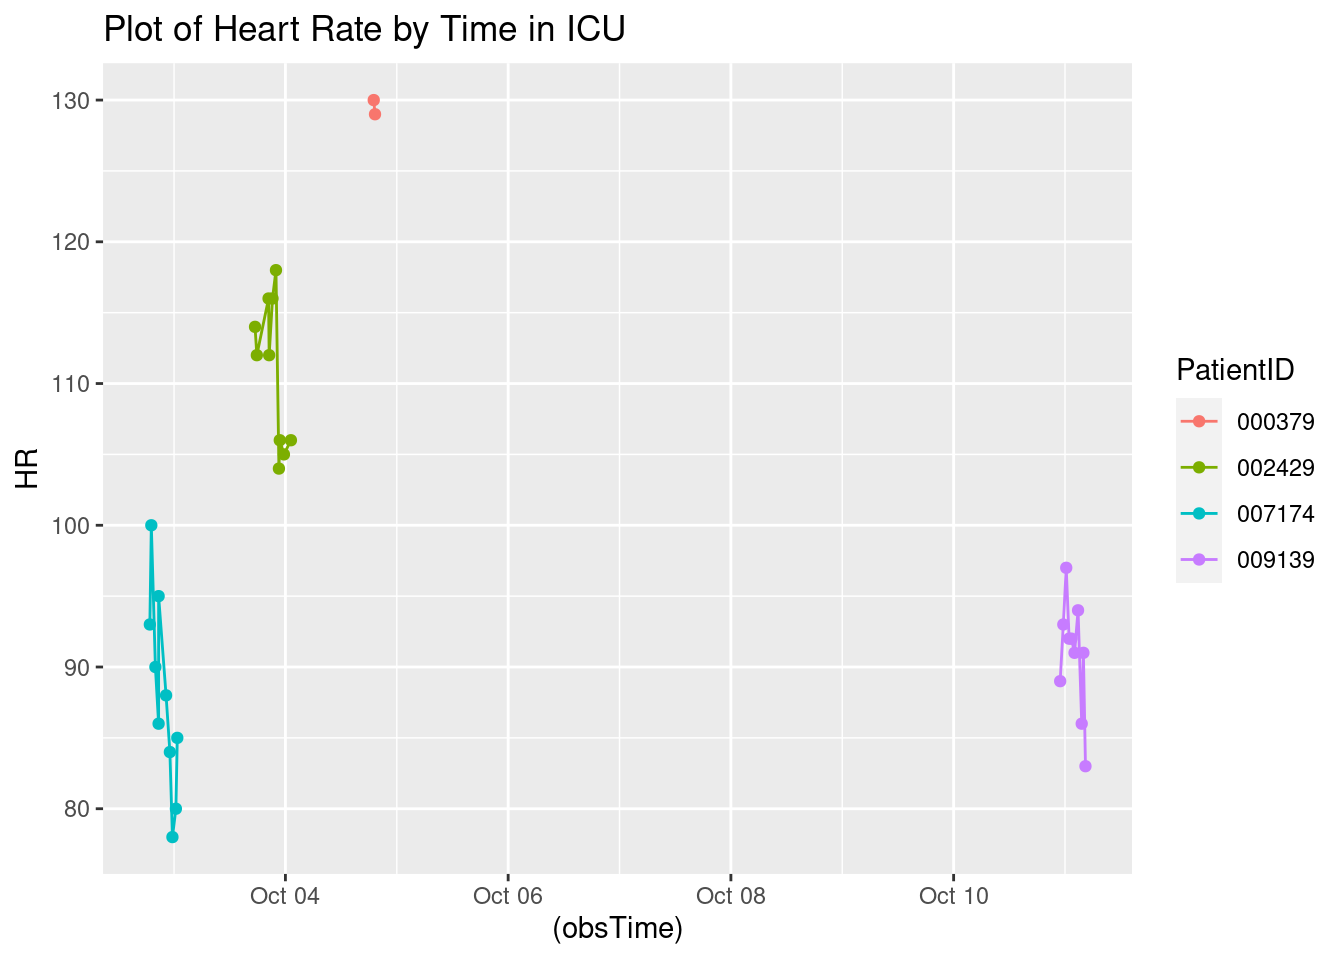 Plot of Heart Rate by Time in ICU
130
120
110
100
90
80
HR
Oct 04 Oct 06 Oct 08 Oct 10
(obsTime)
PatientID
000379
002429
007174
009139